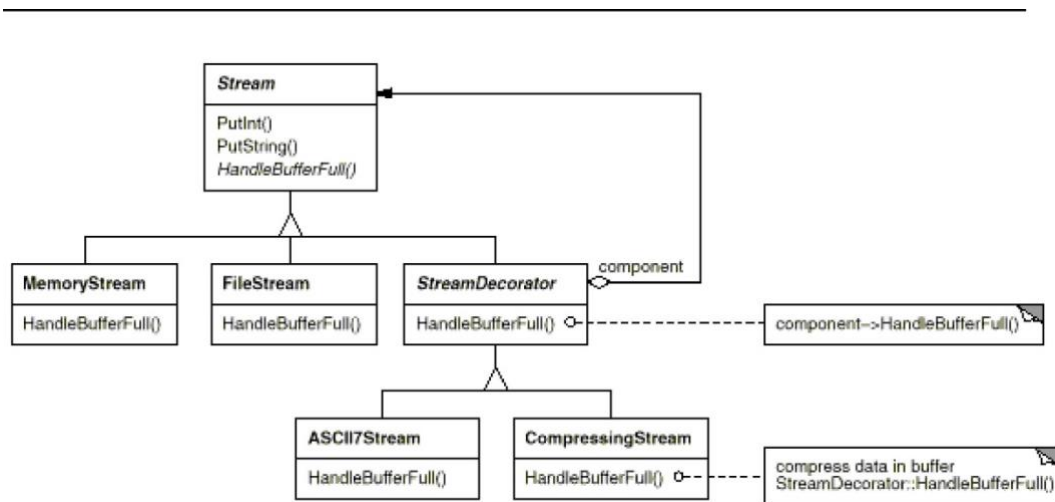 Stream
PutInt()
PutString()
HandleBufferFull()
MemoryStream
HandleBufferFull()
FileStream
HandleBufferFull()
StreamDecorator
HandleBufferFull()
component
component–>HandleBufferFull()
ASCII7Stream
HandleBufferFull()
CompressingStream
HandleBufferFull()
compress data in buffer
StreamDecorator::HandleBufferFull()